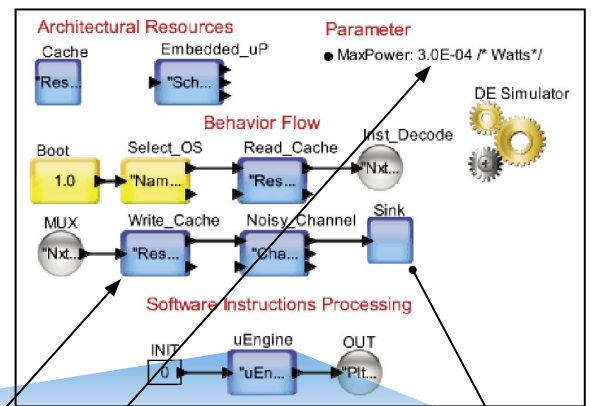 Architectural Resources
Parameter
Cache
Embedded_uP
MaxPower: 3.0E-04 /* Watts*/
"Res...
"Sch...
DE Simulator
Behavior Flow
Boot
Select_OS
Read_Cache
Inst_Decode
1.0
"Nam...
"Res...
"Nxt...
MUX
Write_Cache
Noisy_Channel
Sink
"Nxt...
"Res...
"Cha...
Software Instructions Processing
INIT
uEngine
OUT
0
"uEn...
"Plt...